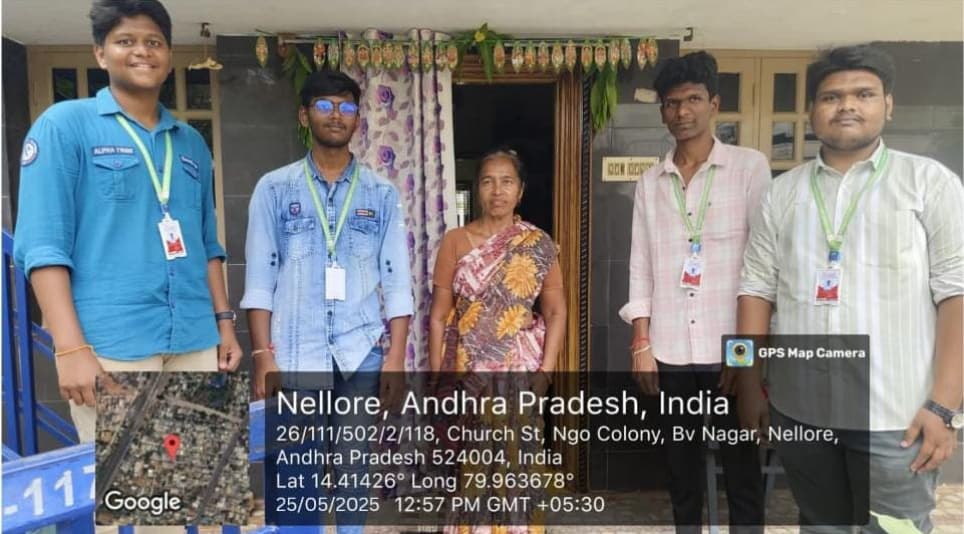 ALPHA TWINS
GPS Map Camera
Nellore, Andhra Pradesh, India
26/111/502/2/118, Church St, Ngo Colony, Bv Nagar, Nellore,
Andhra Pradesh 524004, India
Lat 14.41426° Long 79.963678°
25/05/2025 12:57 PM GMT +05:30
Google
-117